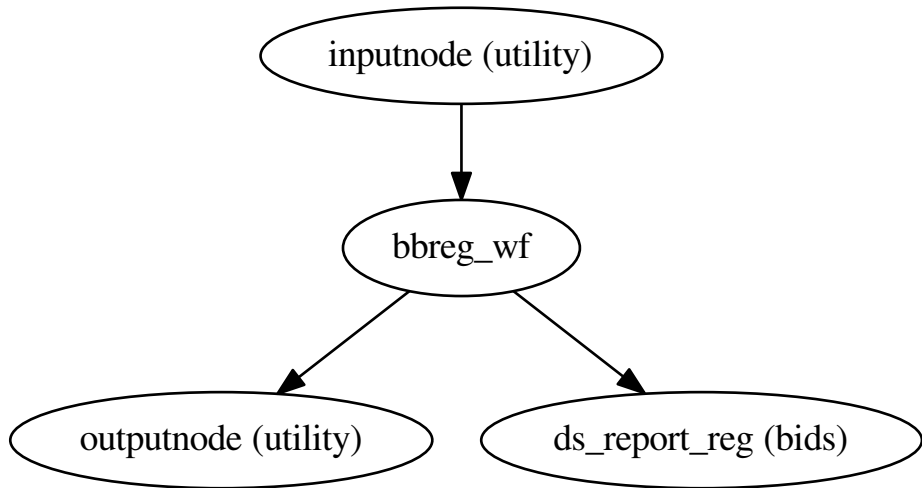 inputnode (utility)
bbreg_wf
outputnode (utility)
ds_report_reg (bids)